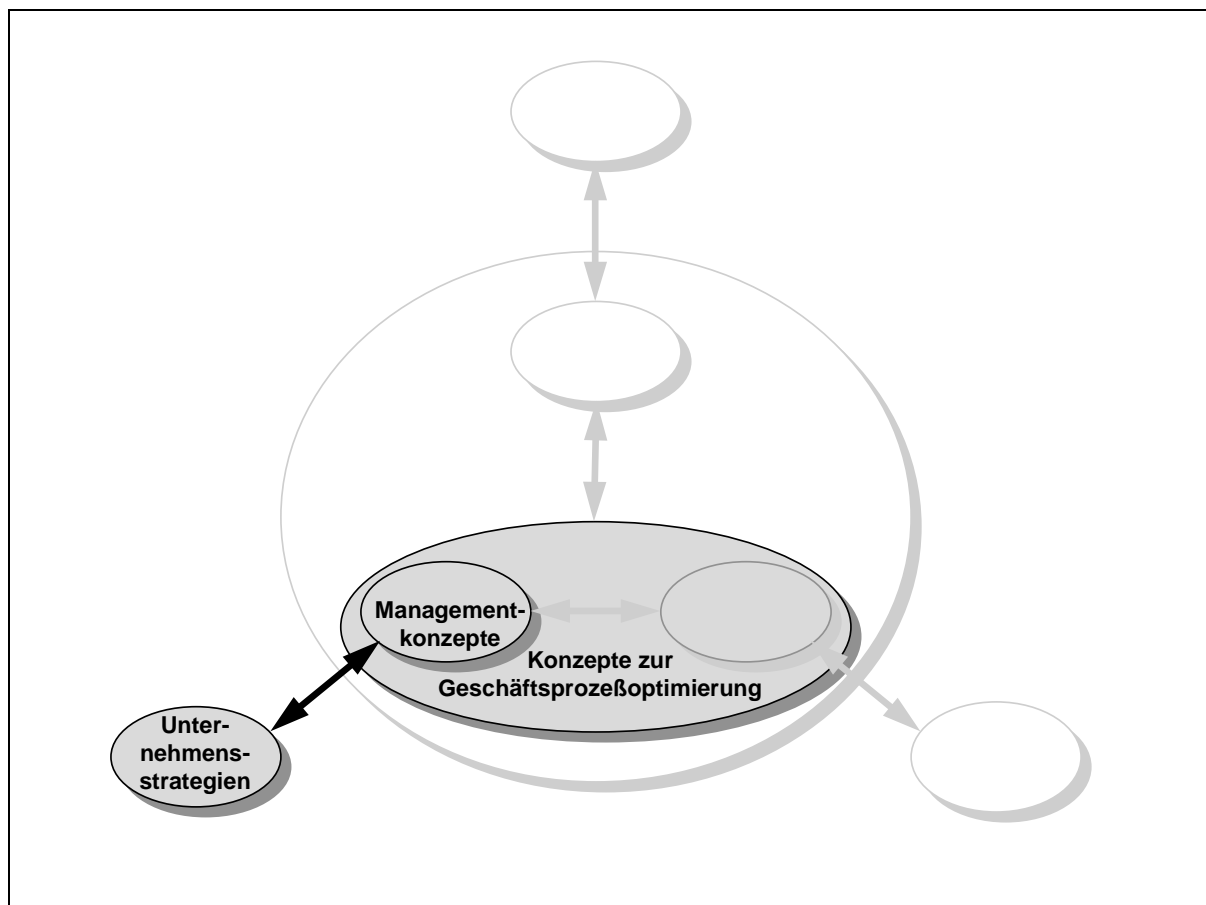 Management-
konzepte
Konzepte zur
Geschäftsprozeßoptimierung
Unter-
nehmens-
strategien